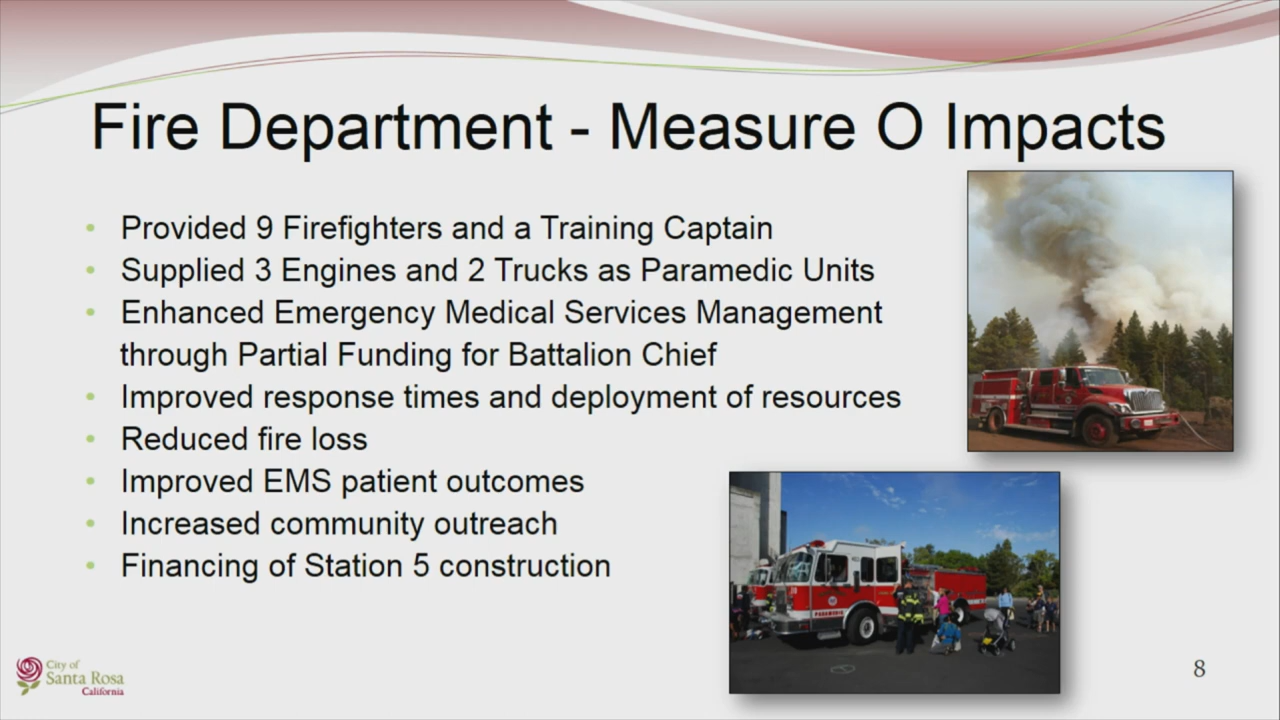 Fire Department - Measure O Impacts
• Provided 9 Firefighters and a Training Captain
• Supplied 3 Engines and 2 Trucks as Paramedic Units
• Enhanced Emergency Medical Services Management
through Partial Funding for Battalion Chief
• Improved response times and deployment of resources
• Reduced fire loss
• Improved EMS patient outcomes
• Increased community outreach
• Financing of Station 5 construction
PARAMEDIC
City of
Santa Rosa
California
8